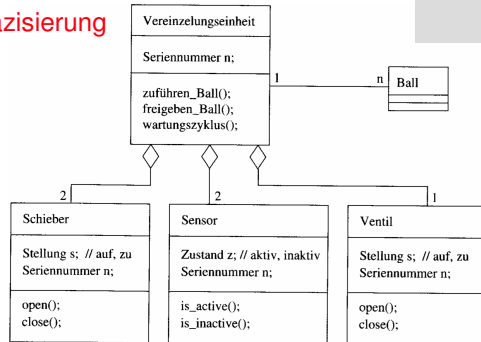 azisierung
Vereinzelungseinheit
Seriennummer n;
zuführen_Ball();
freigeben_Ball();
wartungszyklus();
1
n
Ball
2
2
1
Schieber
Stellung s; // auf, zu
Seriennummer n;
open();
close();
Sensor
Zustand z; // aktiv, inaktiv
Seriennummer n;
is_active();
is_inactive();
Ventil
Stellung s; // auf, zu
Seriennummer n;
open();
close();